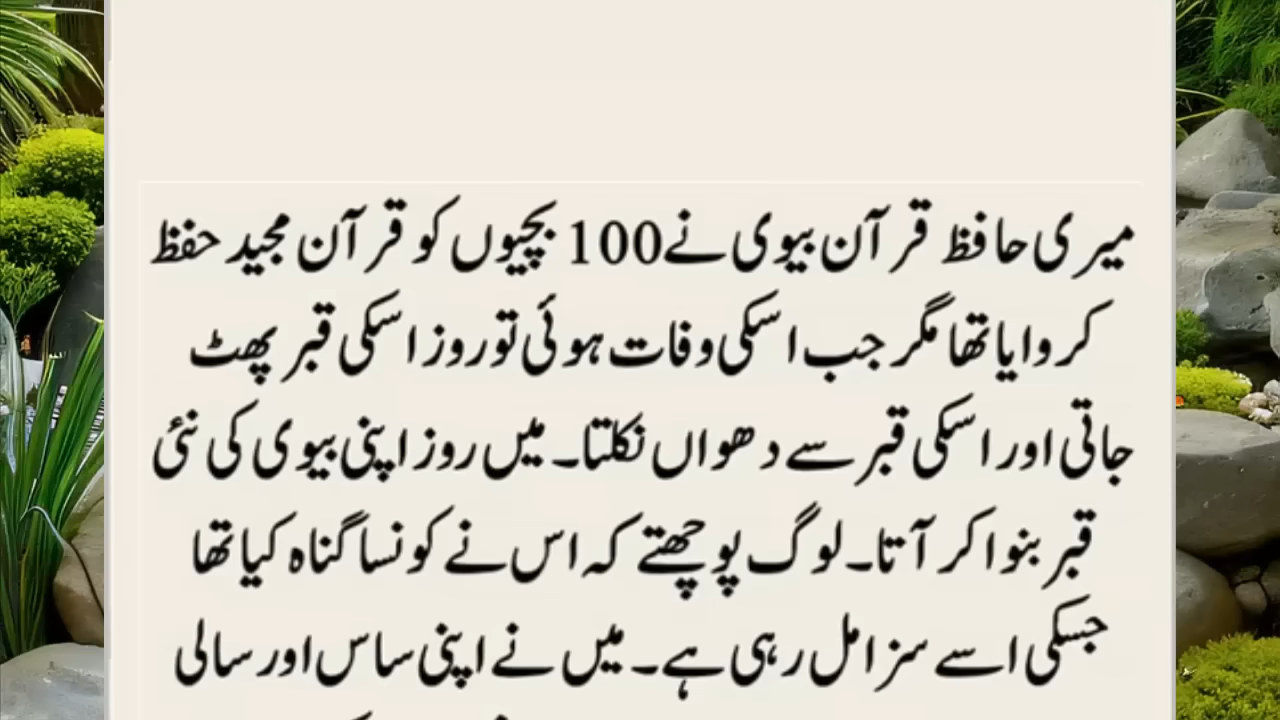 میری حافظ قرآن بیوی نے 100 بچیوں کو قرآن مجید حفظ
کروایا تھا مگر جب اسکی وفات ہوئی تو روز اسکی قبر پھٹ
جاتی اور اسکی قبر سے دھواں نکلتا۔ میں روز اپنی بیوی کی نئی
قبر بنوا کر آتا۔ لوگ پوچھتے کہ اس نے کونسا گناہ کیا تھا
جسکی اسے سزا مل رہی ہے۔ میں نے اپنی ساس اور سالی